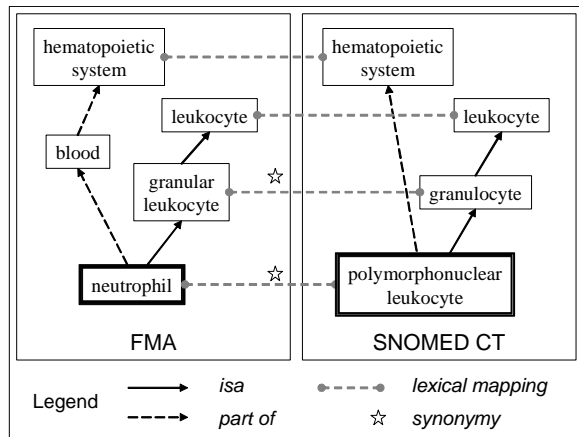 hematopoietic
system
hematopoietic
system
leukocyte
leukocyte
blood
granular
leukocyte
granulocyte
neutrophil
polymorphonuclear
leukocyte
FMA
SNOMED CT
Legend
isa
lexical mapping
part of
synonymy